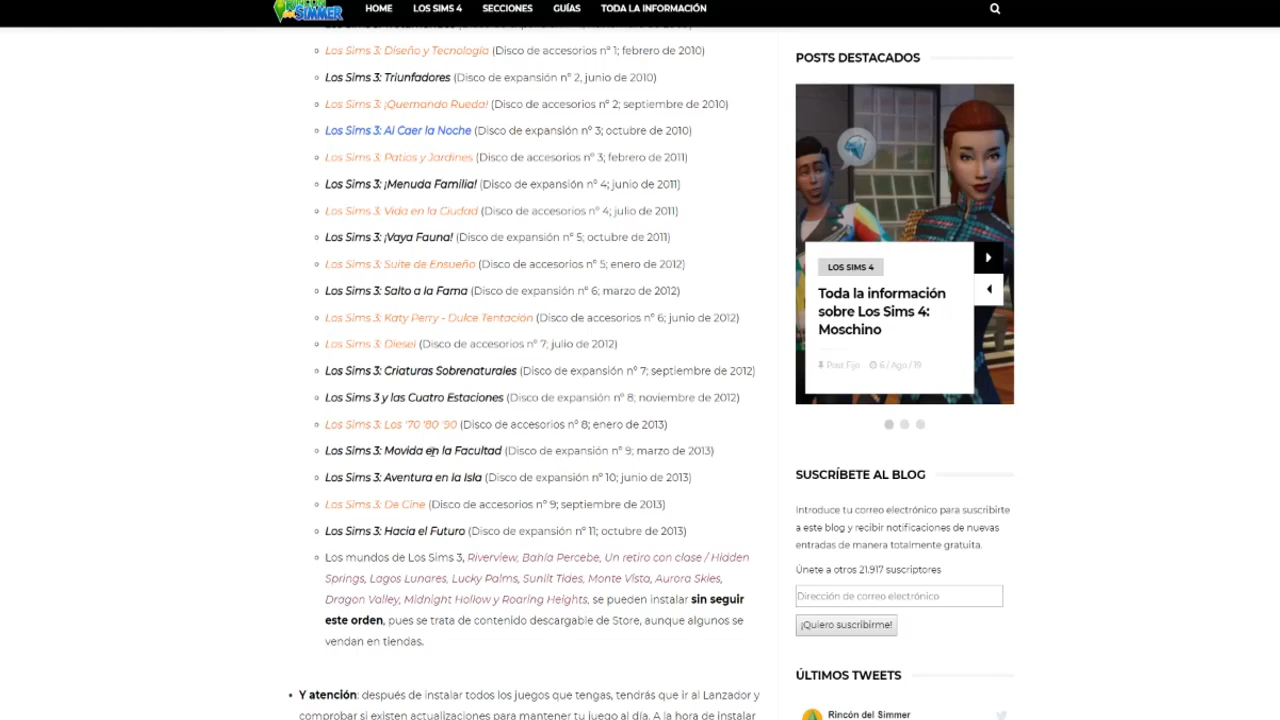 RINCÓN
SIMMER
HOME LOS SIMS 4 SECCIONES GUÍAS TODA LA INFORMACIÓN
Los Sims 3: Diseño y Tecnología (Disco de accesorios nº 1; febrero de 2010)
Los Sims 3: Triunfadores (Disco de expansión nº 2, junio de 2010)
Los Sims 3: ¡Quemando Rueda! (Disco de accesorios nº 2; septiembre de 2010)
Los Sims 3: Al Caer la Noche (Disco de expansión nº 3; octubre de 2010)
Los Sims 3: Patios y Jardines (Disco de accesorios nº 3; febrero de 2011)
Los Sims 3: ¡Menuda Familia! (Disco de expansión nº 4; junio de 2011)
Los Sims 3: Vida en la Ciudad (Disco de accesorios nº 4; julio de 2011)
Los Sims 3: ¡Vaya Fauna! (Disco de expansión nº 5; octubre de 2011)
Los Sims 3: Suite de Ensueño (Disco de accesorios nº 5; enero de 2012)
Los Sims 3: Salto a la Fama (Disco de expansión nº 6; marzo de 2012)
Los Sims 3: Katy Perry - Dulce Tentación (Disco de accesorios nº 6; junio de 2012)
Los Sims 3: Diesel (Disco de accesorios nº 7; julio de 2012)
Los Sims 3: Criaturas Sobrenaturales (Disco de expansión nº 7; septiembre de 2012)
Los Sims 3 y las Cuatro Estaciones (Disco de expansión nº 8; noviembre de 2012)
Los Sims 3: Los '70 '80 '90 (Disco de accesorios nº 8; enero de 2013)
Los Sims 3: Movida en la Facultad (Disco de expansión nº 9; marzo de 2013)
Los Sims 3: Aventura en la Isla (Disco de expansión nº 10; junio de 2013)
Los Sims 3: De Cine (Disco de accesorios nº 9; septiembre de 2013)
Los Sims 3: Hacia el Futuro (Disco de expansión nº 11; octubre de 2013)
Los mundos de Los Sims 3, Riverview, Bahía Percebe, Un retiro con clase / Hidden
Springs, Lagos Lunares, Lucky Palms, Sunlit Tides, Monte Vista, Aurora Skies,
Dragon Valley, Midnight Hollow y Roaring Heights, se pueden instalar sin seguir
este orden, pues se trata de contenido descargable de Store, aunque algunos se
vendan en tiendas.
Y atención: después de instalar todos los juegos que tengas, tendrás que ir al Lanzador y
comprobar si existen actualizaciones para mantener tu juego al día. A la hora de instalar
POSTS DESTACADOS
LOS SIMS 4
Toda la información
sobre Los Sims 4:
Moschino
Post Fijo 6 / Ago / 19
SUSCRÍBETE AL BLOG
Introduce tu correo electrónico para suscribirte
a este blog y recibir notificaciones de nuevas
entradas de manera totalmente gratuita.
Únete a otros 21.917 suscriptores
Dirección de correo electrónico
¡Quiero suscribirme!
ÚLTIMOS TWEETS
Rincón del Simmer